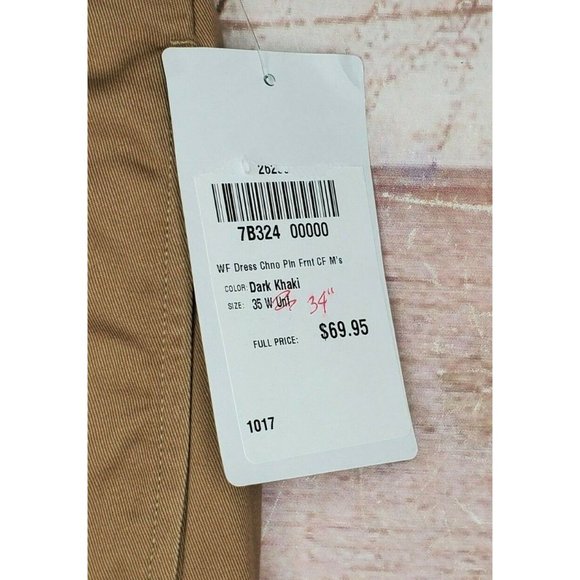 7B324 00000
WF Dress Chno Pln Frnt CF M's
COLOR: Dark Khaki
SIZE: 35 W Unf 34"
FULL PRICE: $69.95
1017